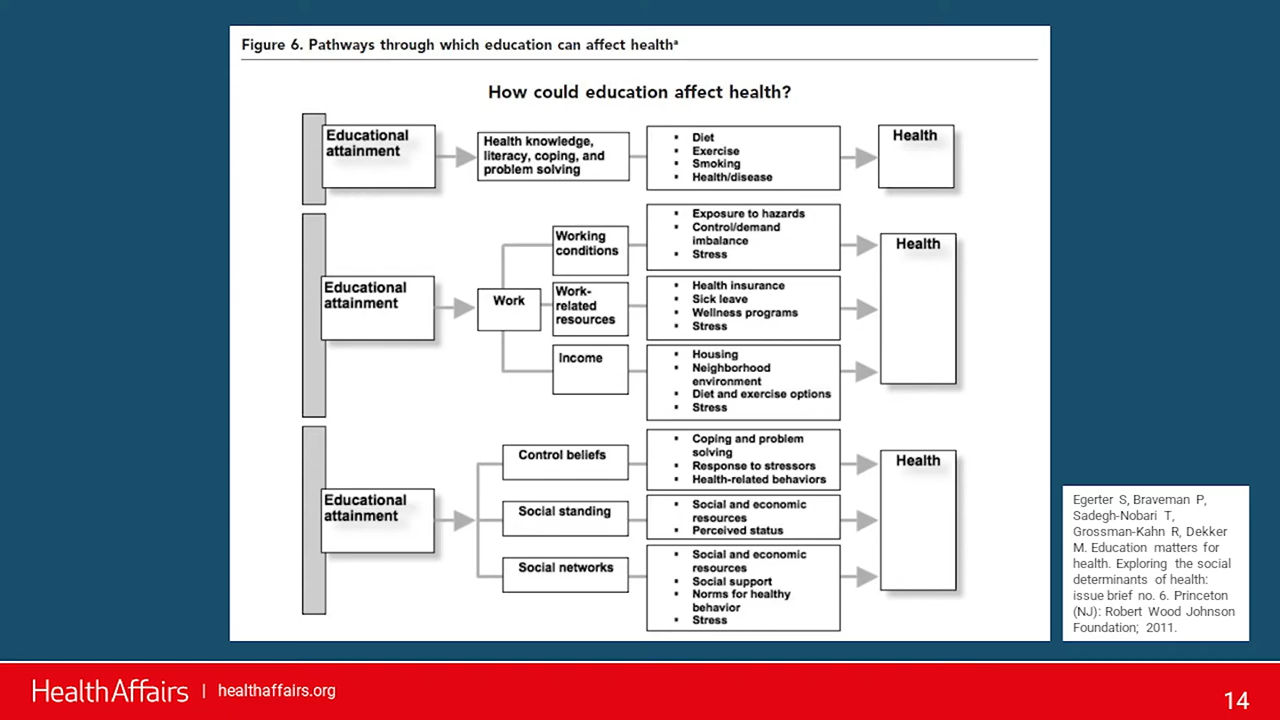 Figure 6. Pathways through which education can affect healthᵃ
How could education affect health?
Educational
attainment
Health knowledge,
literacy, coping, and
problem solving
▪ Diet
▪ Exercise
▪ Smoking
▪ Health/disease
Health
Educational
attainment
Work
Working
conditions
▪ Exposure to hazards
▪ Control/demand
imbalance
▪ Stress
Work-
related
resources
▪ Health insurance
▪ Sick leave
▪ Wellness programs
▪ Stress
Income
▪ Housing
▪ Neighborhood
environment
▪ Diet and exercise options
▪ Stress
Health
Educational
attainment
Control beliefs
▪ Coping and problem
solving
▪ Response to stressors
▪ Health-related behaviors
Social standing
▪ Social and economic
resources
▪ Perceived status
Social networks
▪ Social and economic
resources
▪ Social support
▪ Norms for healthy
behavior
▪ Stress
Health
Egerter S, Braveman P,
Sadegh-Nobari T,
Grossman-Kahn R, Dekker
M. Education matters for
health. Exploring the social
determinants of health:
issue brief no. 6. Princeton
(NJ): Robert Wood Johnson
Foundation; 2011.
HealthAffairs | healthaffairs.org
14